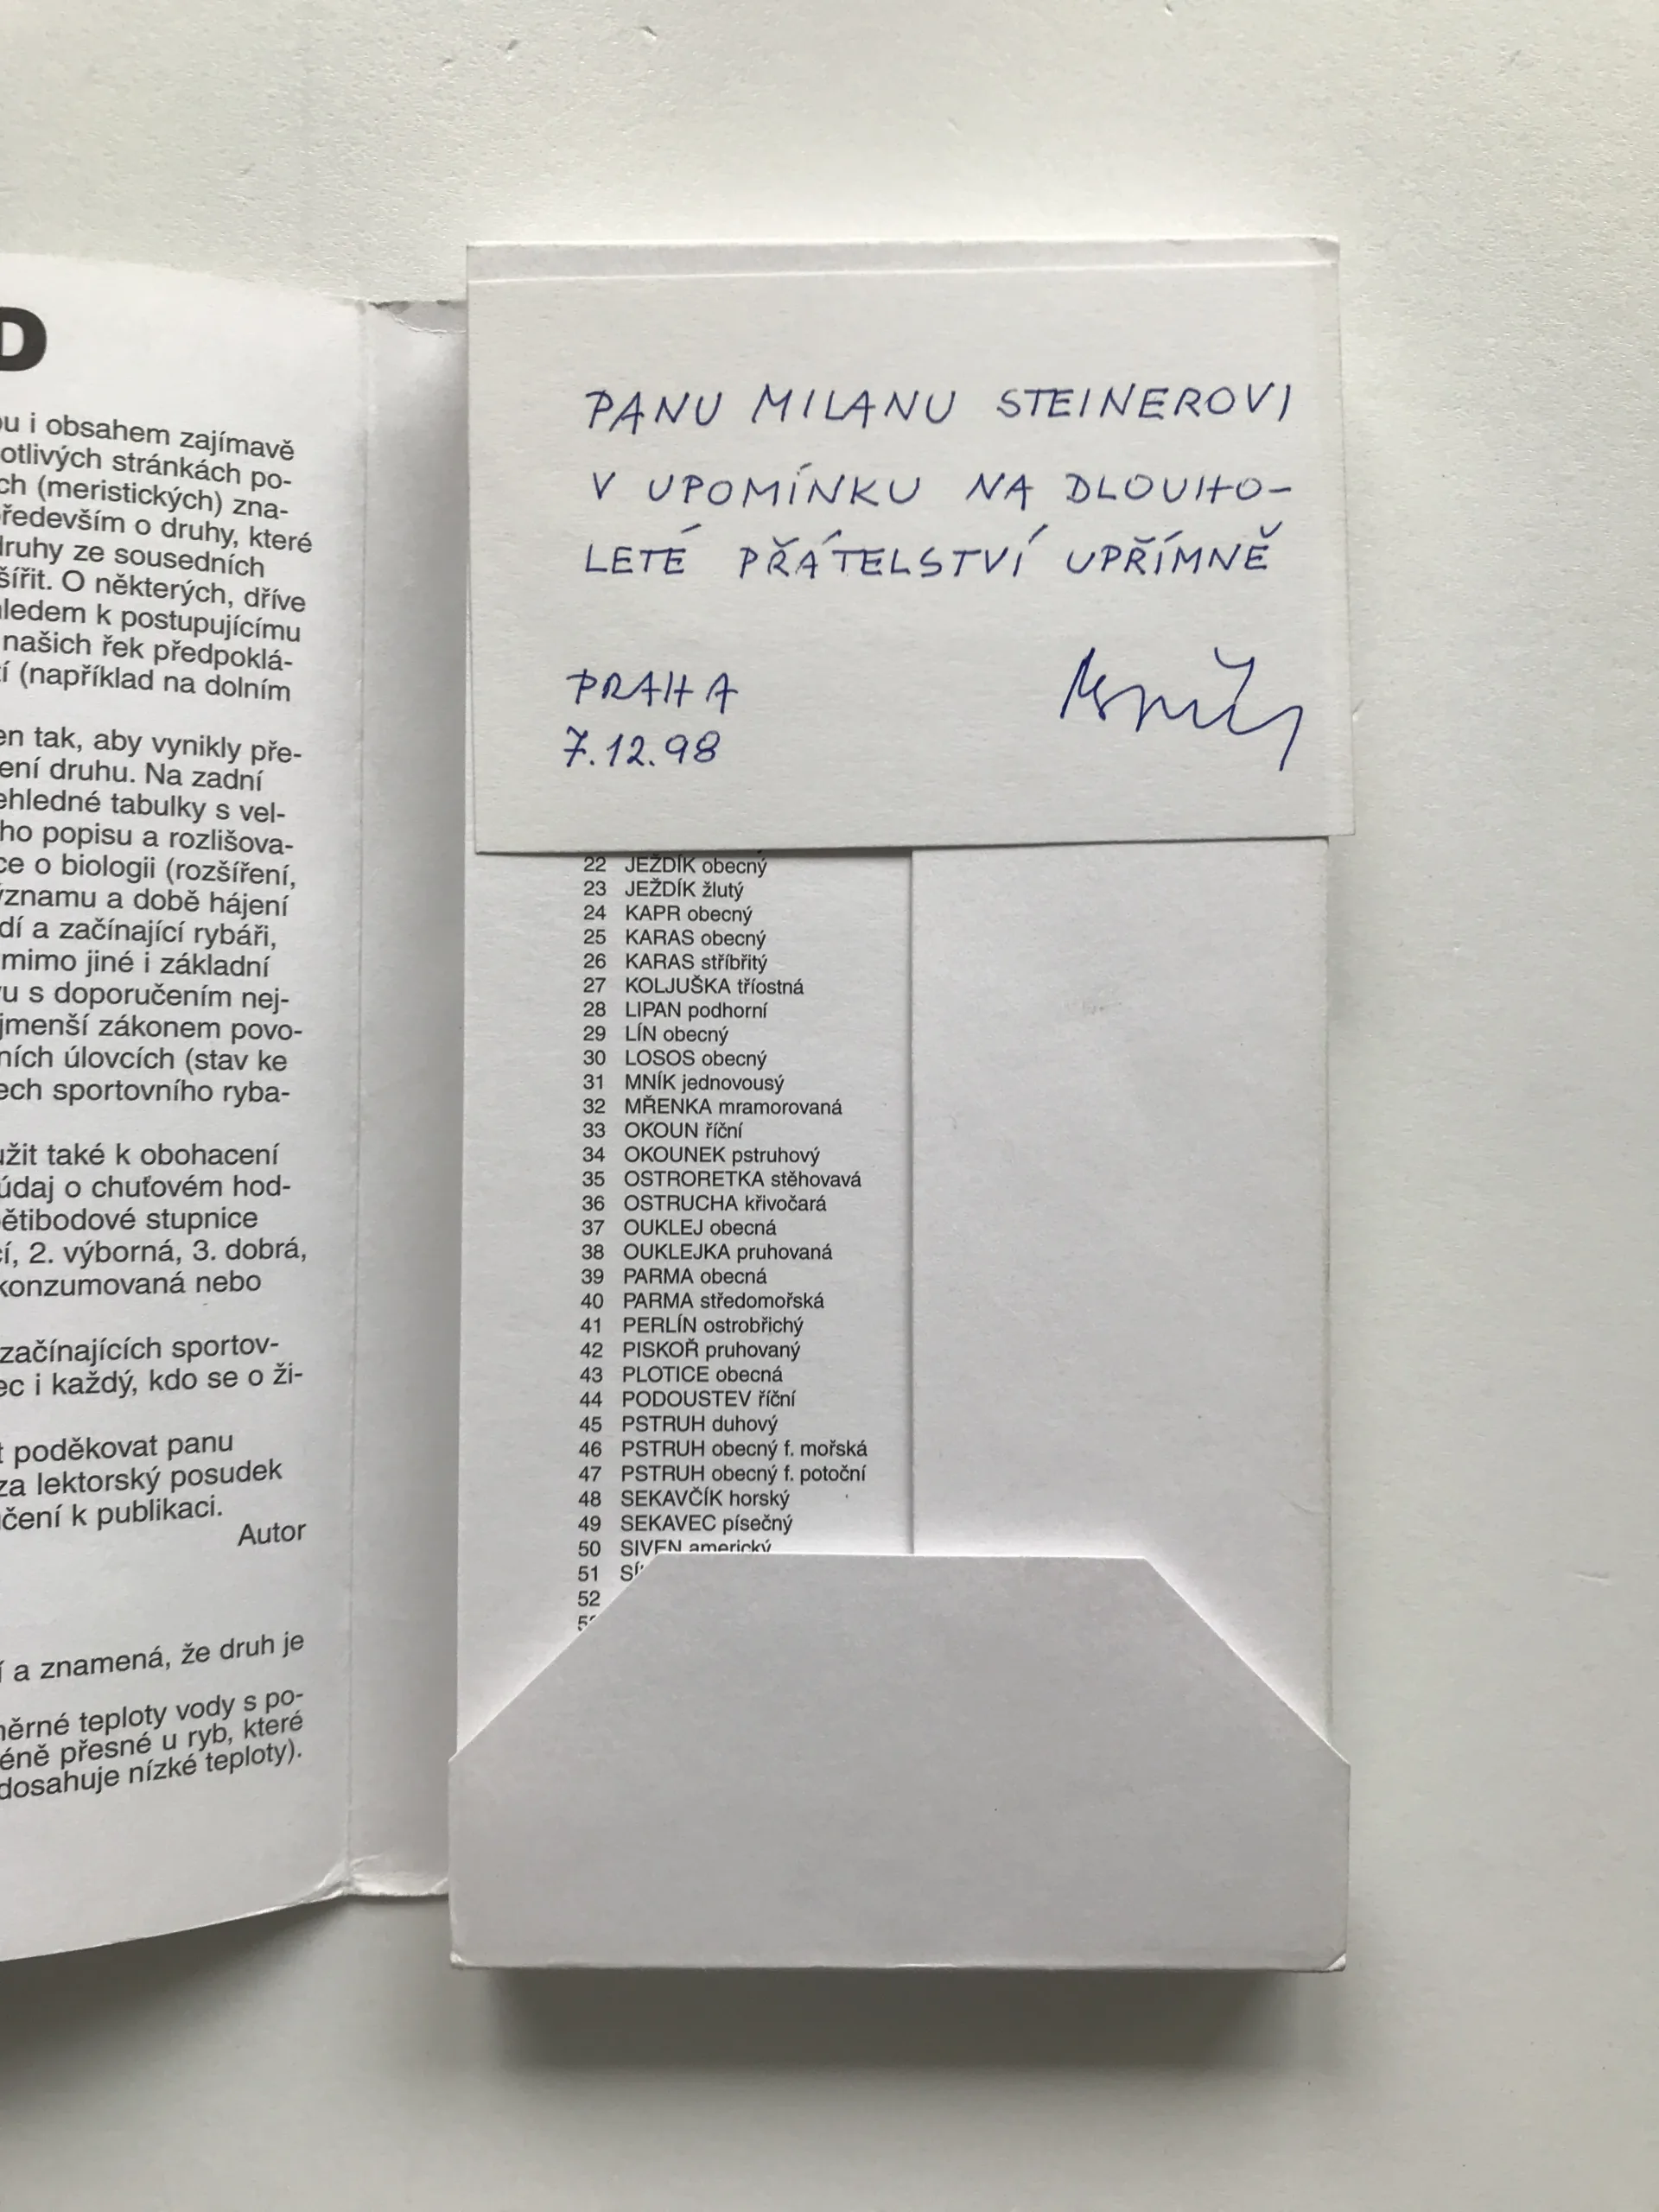 D
ou i obsahem zajímavě
otlivých stránkách po-
ch (meristických) zna-
ředevším o druhy, které
druhy ze sousedních
šířit. O některých, dříve
hledem k postupujícímu
našich řek předpoklá-
í (například na dolním
en tak, aby vynikly pře-
ení druhu. Na zadní
ehledné tabulky s vel-
ho popisu a rozlišova-
ce o biologii (rozšíření,
ýznamu a době hájení
dí a začínající rybáři,
mimo jiné i základní
u s doporučením nej-
jmenší zákonem povo-
ních úlovcích (stav ke
ech sportovního ryba-
užit také k obohacení
údaj o chuťovém hod-
ětibodové stupnice
cí, 2. výborná, 3. dobrá,
konzumovaná nebo
začínajících sportov-
ec i každý, kdo se o ži-
t poděkovat panu
za lektorský posudek
čení k publikaci.
Autor
í a znamená, že druh je
měrné teploty vody s po-
éně přesné u ryb, které
dosahuje nízké teploty).
PANU MILANU STEINEROVI
V UPOMÍNKU NA DLOUHO-
LETÉ PŘÁTELSTVÍ UPŘÍMNĚ
PRAHA
7.12.98
22 JEŽDÍK obecný
23 JEŽDÍK žlutý
24 KAPR obecný
25 KARAS obecný
26 KARAS stříbřitý
27 KOLJUŠKA tříostná
28 LIPAN podhorní
29 LÍN obecný
30 LOSOS obecný
31 MNÍK jednovousý
32 MŘENKA mramorovaná
33 OKOUN říční
34 OKOUNEK pstruhový
35 OSTRORETKA stěhovavá
36 OSTRUCHA křivočará
37 OUKLEJ obecná
38 OUKLEJKA pruhovaná
39 PARMA obecná
40 PARMA středomořská
41 PERLÍN ostrobřichý
42 PISKOŘ pruhovaný
43 PLOTICE obecná
44 PODOUSTEV říční
45 PSTRUH duhový
46 PSTRUH obecný f. mořská
47 PSTRUH obecný f. potoční
48 SEKAVČÍK horský
49 SEKAVEC písečný
50 SIVEN americký
51 SÍ
52